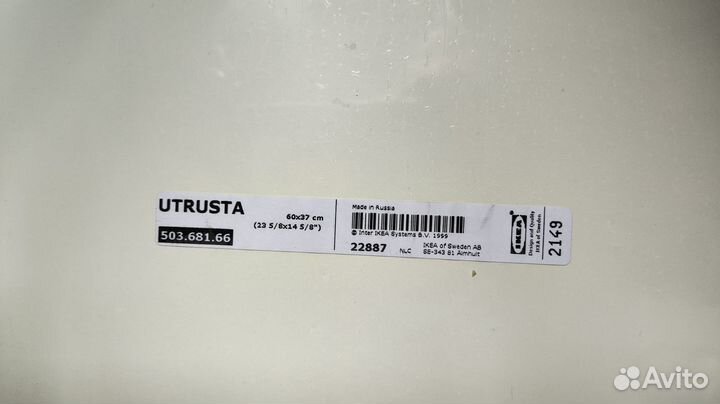 UTRUSTA
60x37 cm
(23 5/8x14 5/8")
503.681.66
Made in Russia
© Inter IKEA Systems B.V. 1999
22887 NLC IKEA of Sweden AB
SE-343 81 Älmhult
IKEA
Design and Quality
IKEA of Sweden
2149
Avito